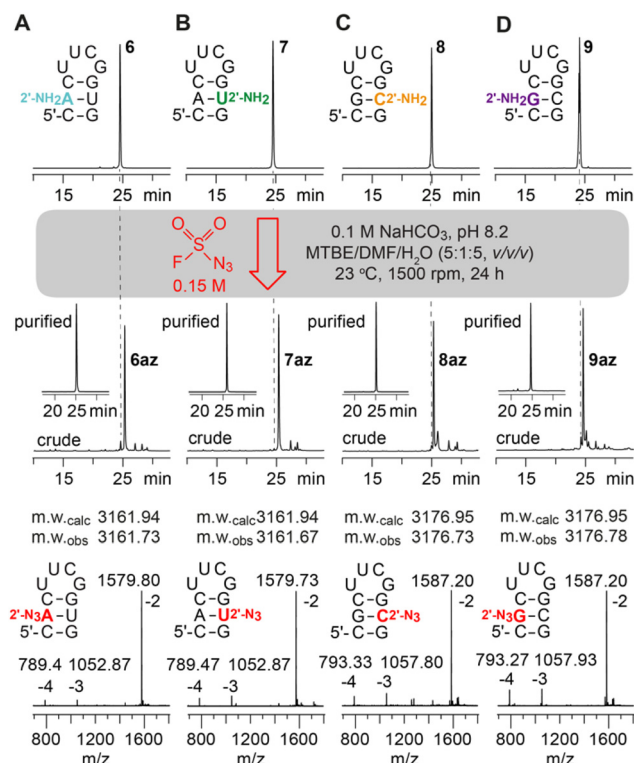 A B C D
6 7 8 9
U C U C U C U C
U G U G U G U G
C G C G C G C G
2'-NH2A – U A – U2'-NH2 G – C2'-NH2 2'-NH2G – C
5'-C – G 5'-C – G 5'-C – G 5'-C – G
15 25 min 15 25 min 15 25 min 15 25 min
O O
S
F N3
0.15 M
0.1 M NaHCO3, pH 8.2
MTBE/DMF/H2O (5:1:5, v/v/v)
23 ºC, 1500 rpm, 24 h
purified purified purified purified
6az 7az 8az 9az
20 25min 20 25min 20 25min 20 25min
crude crude crude crude
15 25 min 15 25 min 15 25 min 15 25 min
m.w.calc 3161.94 m.w.calc 3161.94 m.w.calc 3176.95 m.w.calc 3176.95
m.w.obs 3161.73 m.w.obs 3161.67 m.w.obs 3176.73 m.w.obs 3176.78
U C 1579.80 U C 1579.73 U C 1587.20 U C 1587.20
U G -2 U G -2 U G -2 U G -2
C G C G C G C G
2'-N3A – U A – U2'-N3 G – C2'-N3 2'-N3G – C
5'-C – G 5'-C – G 5'-C – G 5'-C – G
789.4 1052.87 789.47 1052.87 793.33 1057.80 793.27 1057.93
-4 -3 -4 -3 -4 -3 -4 -3
800 1200 1600 800 1200 1600 800 1200 1600 800 1200 1600
m/z m/z m/z m/z